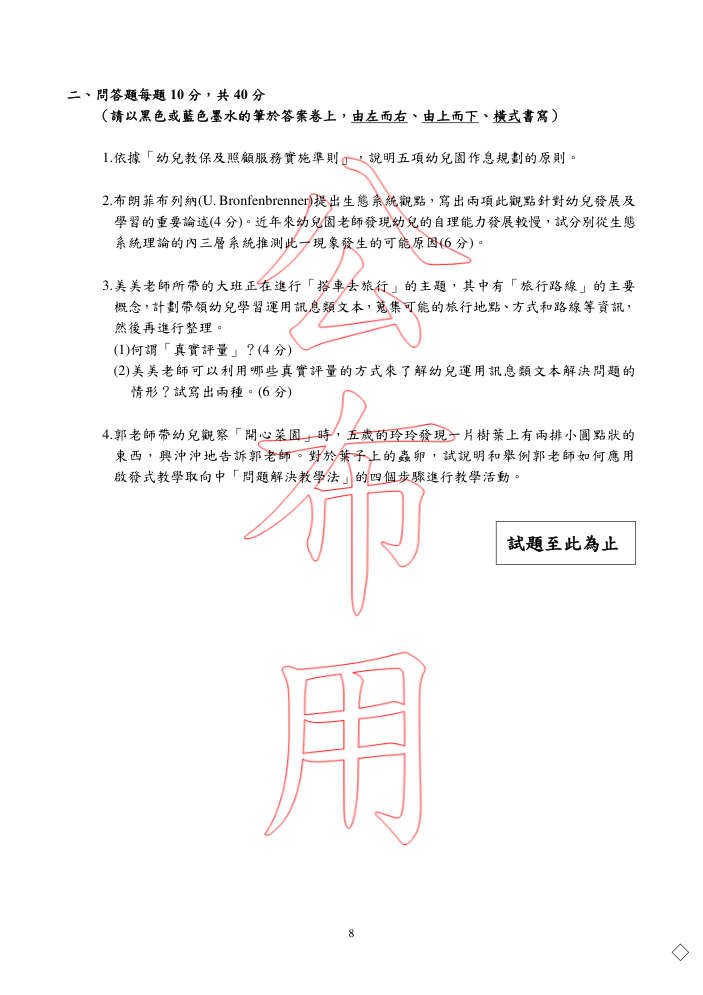 二、問答題每題 10 分，共 40 分
（請以黑色或藍色墨水的筆於答案卷上，由左而右、由上而下、橫式書寫）
1.依據「幼兒教保及照顧服務實施準則」，說明五項幼兒園作息規劃的原則。
2.布朗菲布列納(U. Bronfenbrenner)提出生態系統觀點，寫出兩項此觀點針對幼兒發展及
學習的重要論述(4 分)。近年來幼兒園老師發現幼兒的自理能力發展較慢，試分別從生態
系統理論的內三層系統推測此一現象發生的可能原因(6 分)。
3.美美老師所帶的大班正在進行「搭車去旅行」的主題，其中有「旅行路線」的主要
概念，計劃帶領幼兒學習運用訊息類文本，蒐集可能的旅行地點、方式和路線等資訊，
然後再進行整理。
(1)何謂「真實評量」？(4 分)
(2)美美老師可以利用哪些真實評量的方式來了解幼兒運用訊息類文本解決問題的
情形？試寫出兩種。(6 分)
4.郭老師帶幼兒觀察「開心菜園」時，五歲的玲玲發現一片樹葉上有兩排小圓點狀的
東西，興沖沖地告訴郭老師。對於葉子上的蟲卵，試說明和舉例郭老師如何應用
啟發式教學取向中「問題解決教學法」的四個步驟進行教學活動。
試題至此為止
公
布
用
8